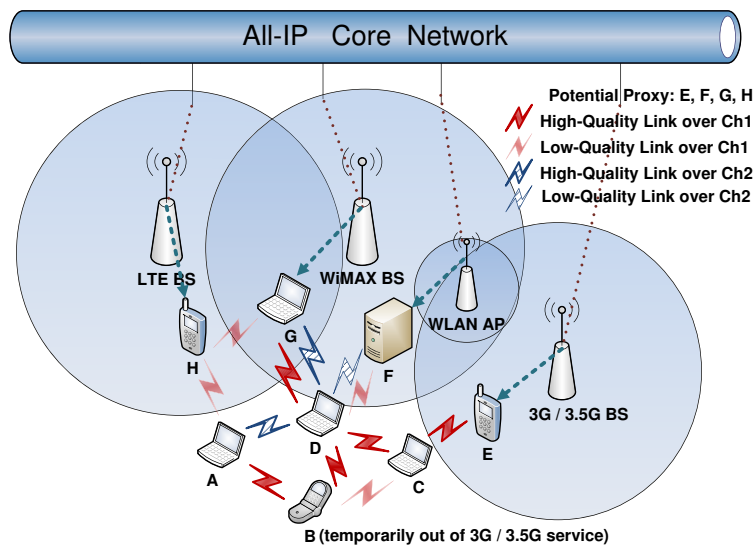 All-IP Core Network
Potential Proxy: E, F, G, H
High-Quality Link over Ch1
Low-Quality Link over Ch1
High-Quality Link over Ch2
Low-Quality Link over Ch2
LTE BS
WiMAX BS
WLAN AP
G
H
F
3G / 3.5G BS
D
E
A
C
B (temporarily out of 3G / 3.5G service)